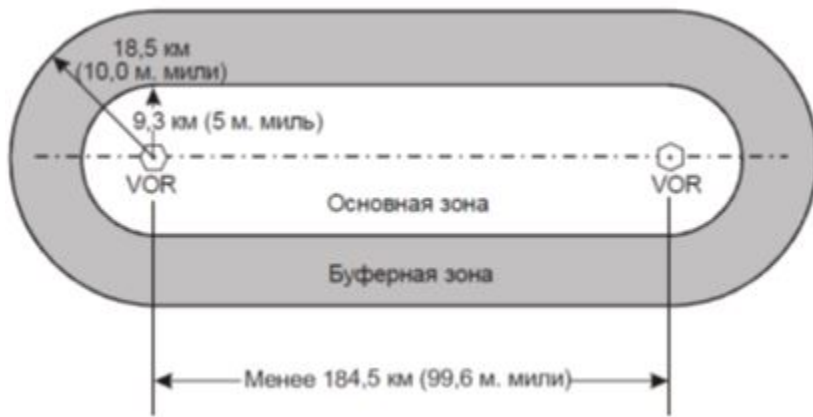 18,5 км
(10,0 м. мили)
9,3 км (5 м. миль)
VOR
VOR
Основная зона
Буферная зона
Менее 184,5 км (99,6 м. мили)